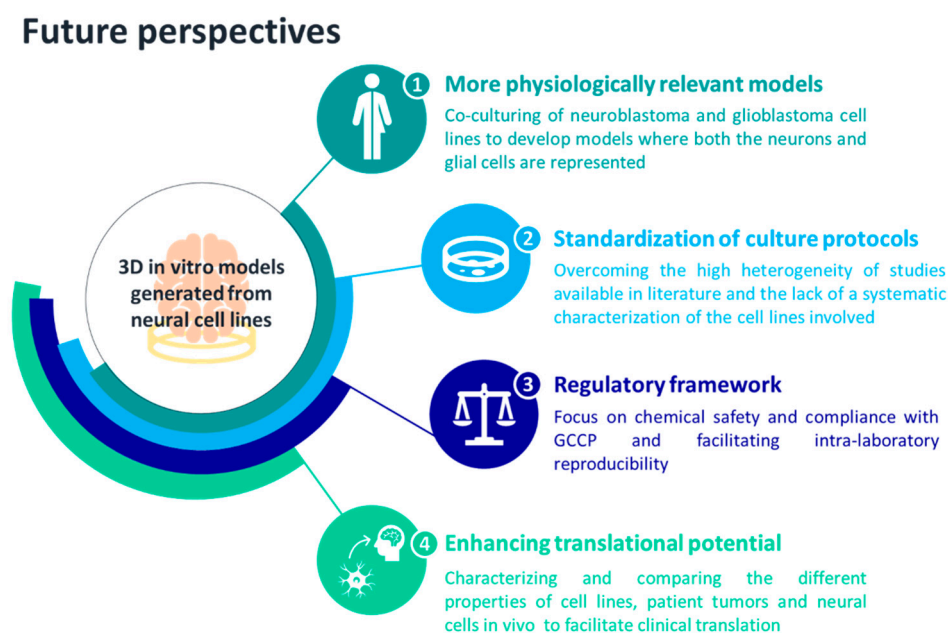 Future perspectives
1
More physiologically relevant models
Co-culturing of neuroblastoma and glioblastoma cell
lines to develop models where both the neurons and
glial cells are represented
3D in vitro models
generated from
neural cell lines
2
Standardization of culture protocols
Overcoming the high heterogeneity of studies
available in literature and the lack of a systematic
characterization of the cell lines involved
3
Regulatory framework
Focus on chemical safety and compliance with
GCCP and facilitating intra-laboratory
reproducibility
4
Enhancing translational potential
Characterizing and comparing the different
properties of cell lines, patient tumors and neural
cells in vivo to facilitate clinical translation